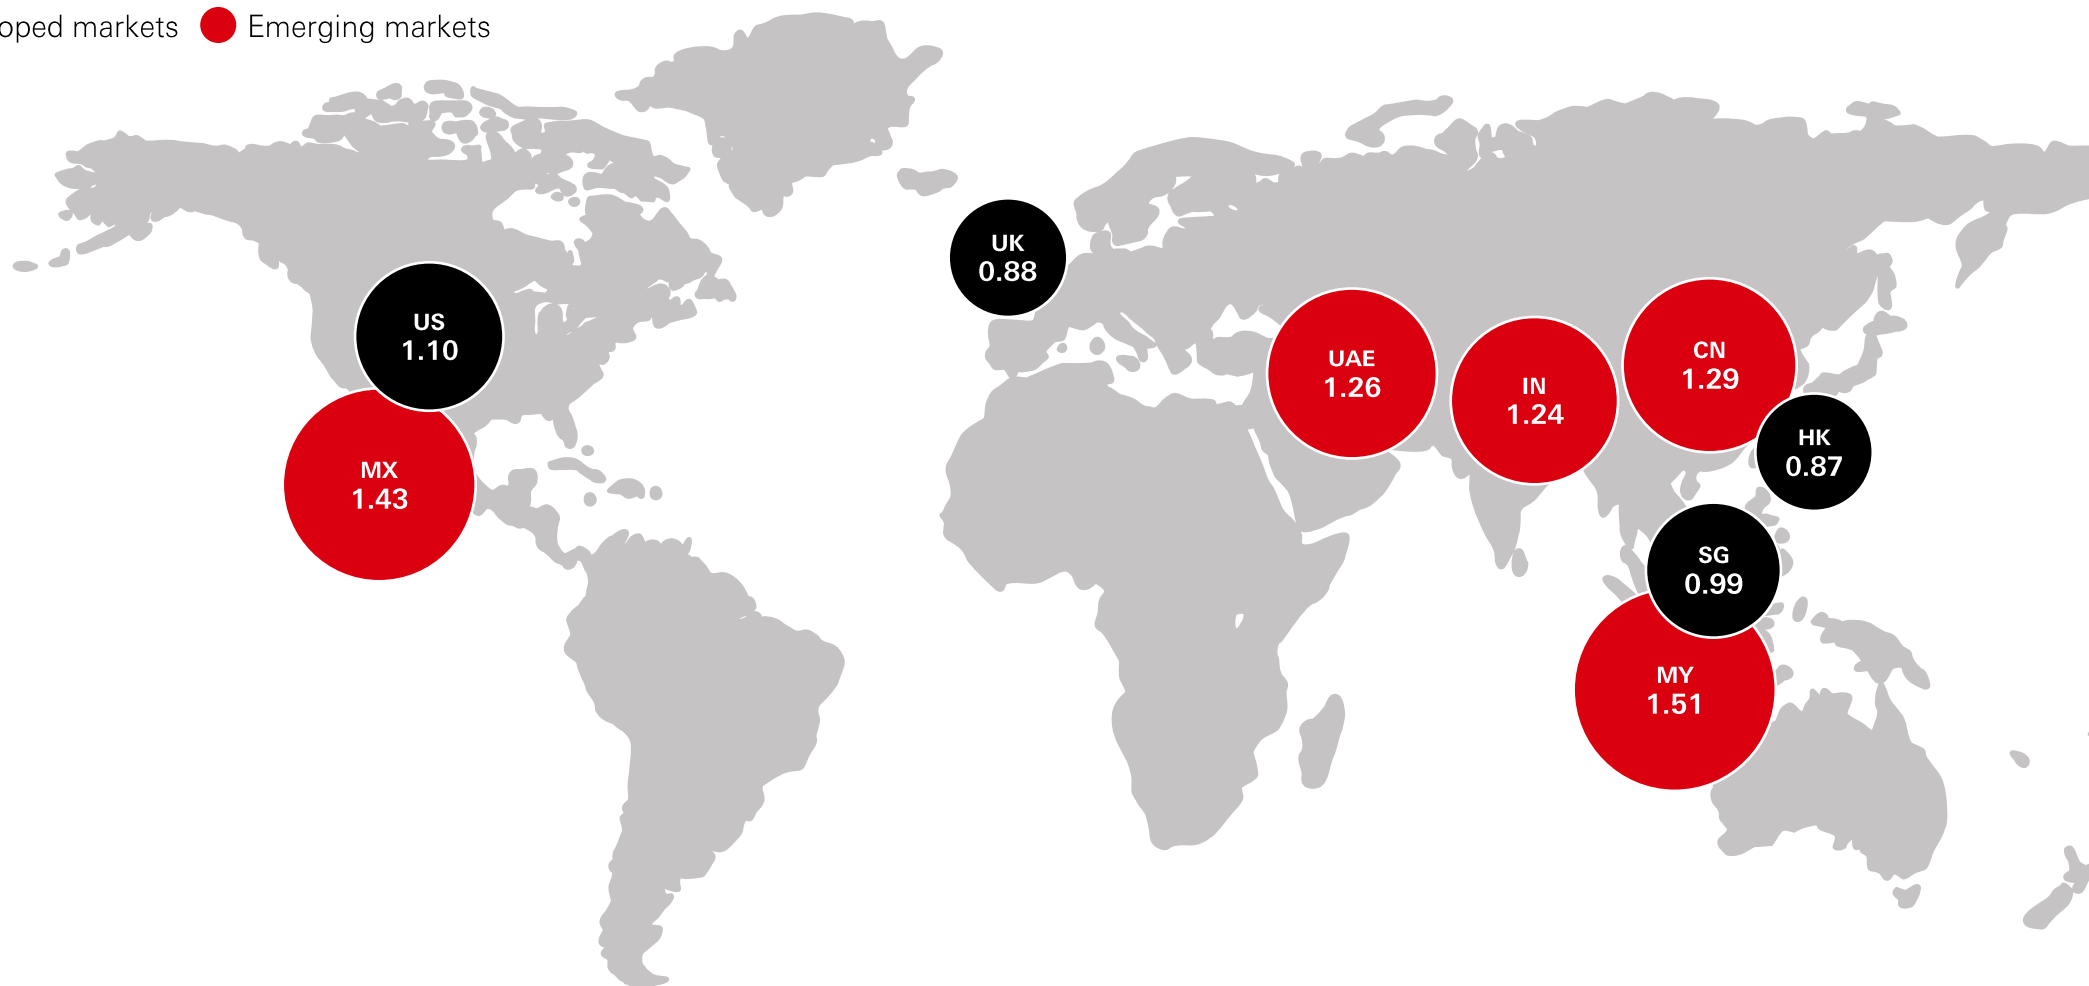 oped markets Emerging markets
UK
0.88
US
1.10
UAE
1.26
IN
1.24
CN
1.29
HK
0.87
MX
1.43
SG
0.99
MY
1.51